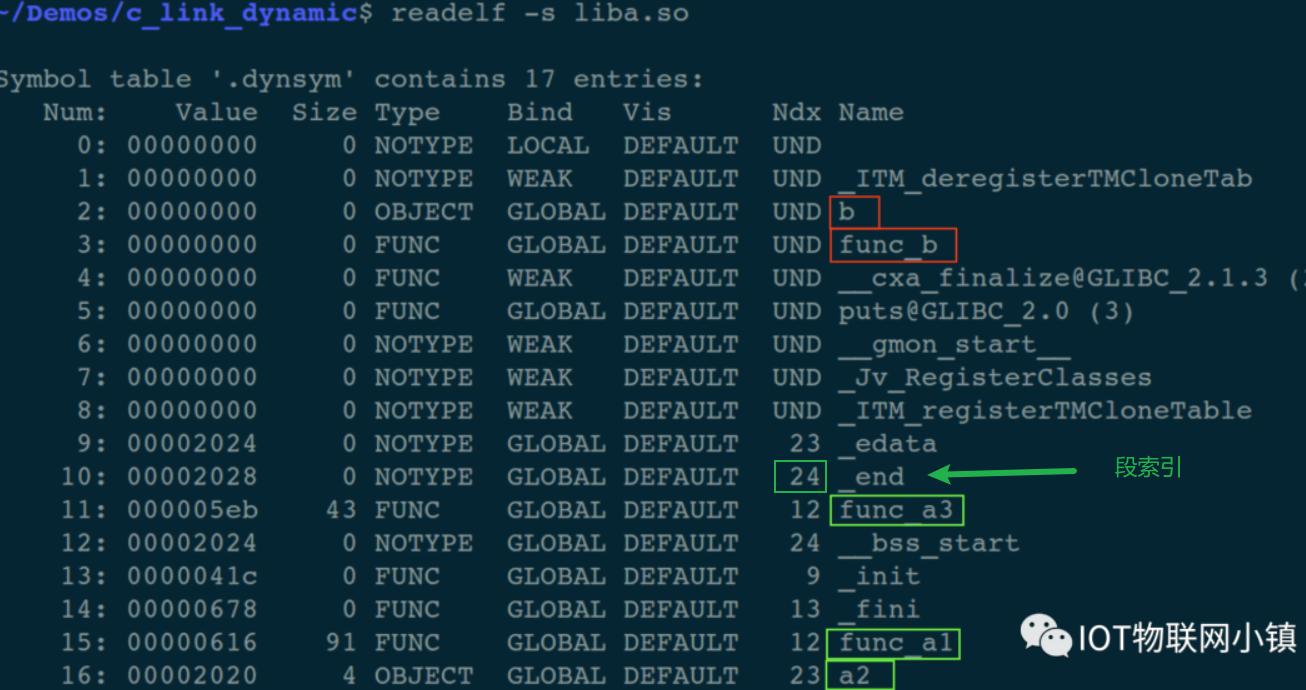 ~/Demos/c_link_dynamic$ readelf -s liba.so
Symbol table '.dynsym' contains 17 entries:
Num: Value Size Type Bind Vis Ndx Name
0: 00000000 0 NOTYPE LOCAL DEFAULT UND
1: 00000000 0 NOTYPE WEAK DEFAULT UND _ITM_deregisterTMCloneTab
2: 00000000 0 OBJECT GLOBAL DEFAULT UND b
3: 00000000 0 FUNC GLOBAL DEFAULT UND func_b
4: 00000000 0 FUNC WEAK DEFAULT UND __cxa_finalize@GLIBC_2.1.3 (
5: 00000000 0 FUNC GLOBAL DEFAULT UND puts@GLIBC_2.0 (3)
6: 00000000 0 NOTYPE WEAK DEFAULT UND __gmon_start__
7: 00000000 0 NOTYPE WEAK DEFAULT UND _Jv_RegisterClasses
8: 00000000 0 NOTYPE WEAK DEFAULT UND _ITM_registerTMCloneTable
9: 00002024 0 NOTYPE GLOBAL DEFAULT 23 _edata
10: 00002028 0 NOTYPE GLOBAL DEFAULT 24 _end 段索引
11: 000005eb 43 FUNC GLOBAL DEFAULT 12 func_a3
12: 00002024 0 NOTYPE GLOBAL DEFAULT 24 __bss_start
13: 0000041c 0 FUNC GLOBAL DEFAULT 9 _init
14: 00000678 0 FUNC GLOBAL DEFAULT 13 _fini
15: 00000616 91 FUNC GLOBAL DEFAULT 12 func_a1
16: 00002020 4 OBJECT GLOBAL DEFAULT 23 a2
IOT物联网小镇